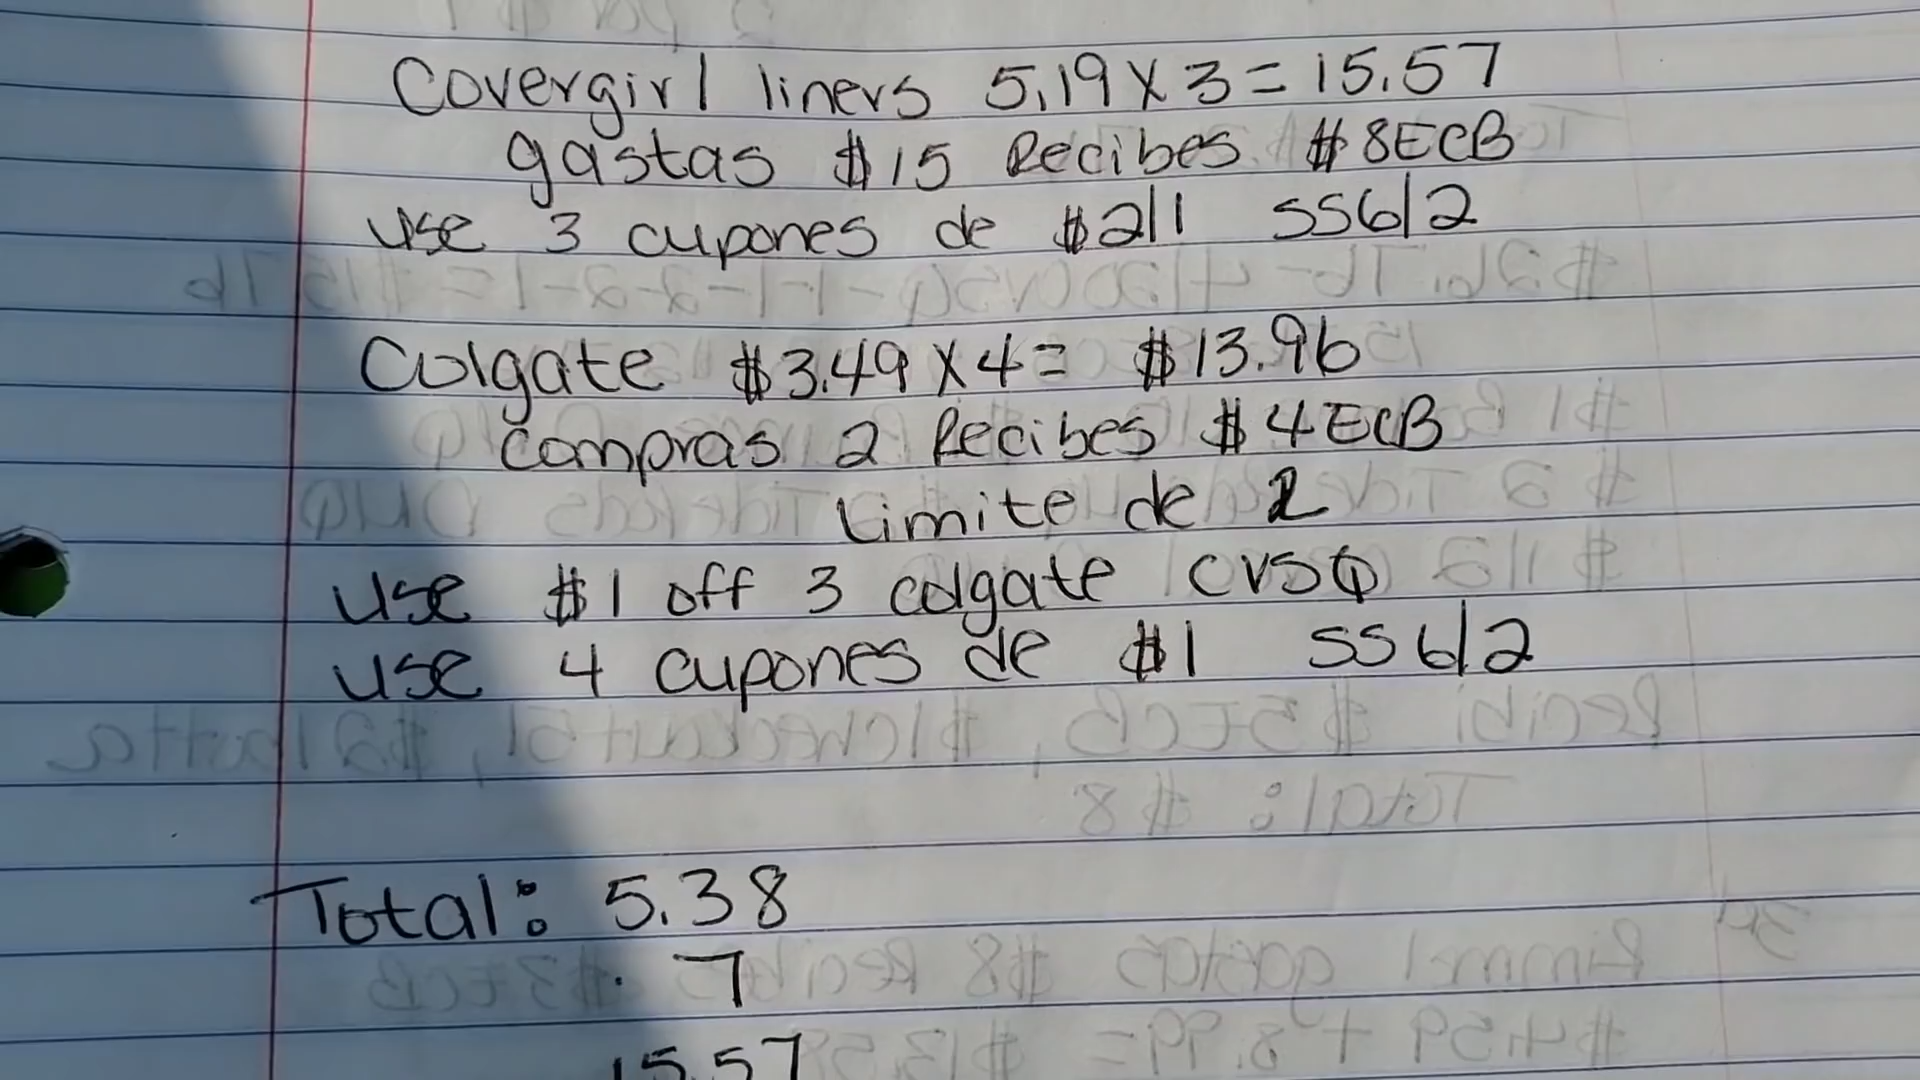 Covergirl liners 5.19 X 3 = 15.57
gastas $15 Recibes $8ECB
use 3 cupones de $2/1 SS6/2
Colgate $3.49 X 4 = $13.96
Compras 2 Recibes $4ECB
Limite de 2
use $1 off 3 colgate CVSQ
use 4 cupones de $1 SS6/2
Total: 5.38
7
15.57